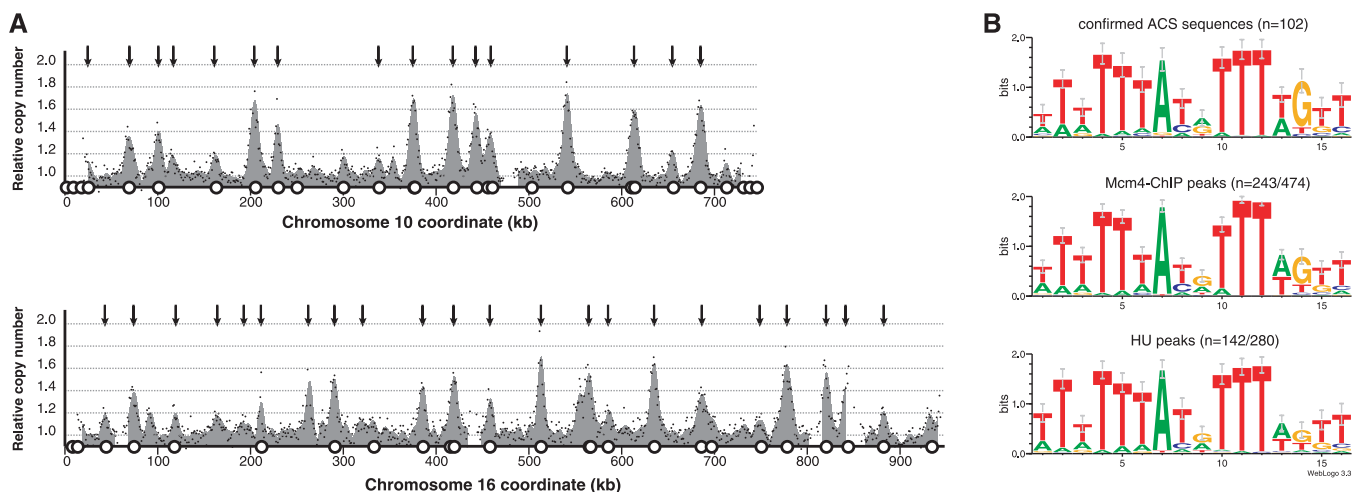 A
Relative copy number
2.0
1.8
1.6
1.4
1.2
1.0
0 100 200 300 400 500 600 700
Chromosome 10 coordinate (kb)
Relative copy number
2.0
1.8
1.6
1.4
1.2
1.0
0 100 200 300 400 500 600 700 800 900
Chromosome 16 coordinate (kb)
B
confirmed ACS sequences (n=102)
bits
2.0
1.0
0.0
5 10 15
Mcm4-ChIP peaks (n=243/474)
bits
2.0
1.0
0.0
5 10 15
HU peaks (n=142/280)
bits
2.0
1.0
0.0
5 10 15
WebLogo 3.3